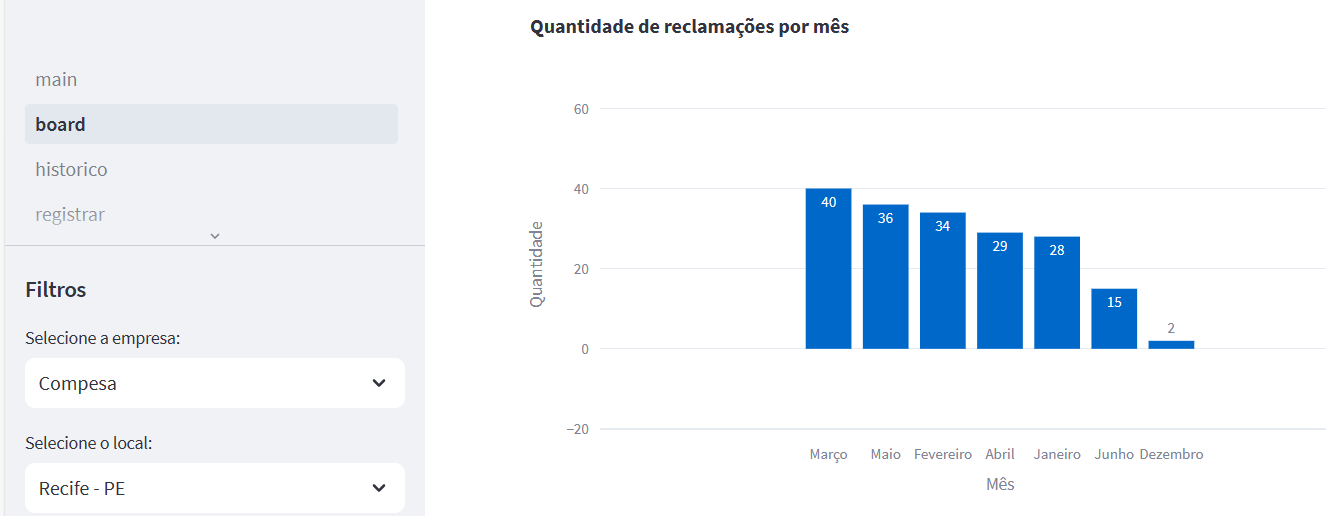 main
board
historico
registrar
Filtros
Selecione a empresa:
Compesa
Selecione o local:
Recife - PE
Quantidade de reclamações por mês
60
40
20
0
−20
Quantidade
40
36
34
29
28
15
2
Março Maio Fevereiro Abril Janeiro Junho Dezembro
Mês